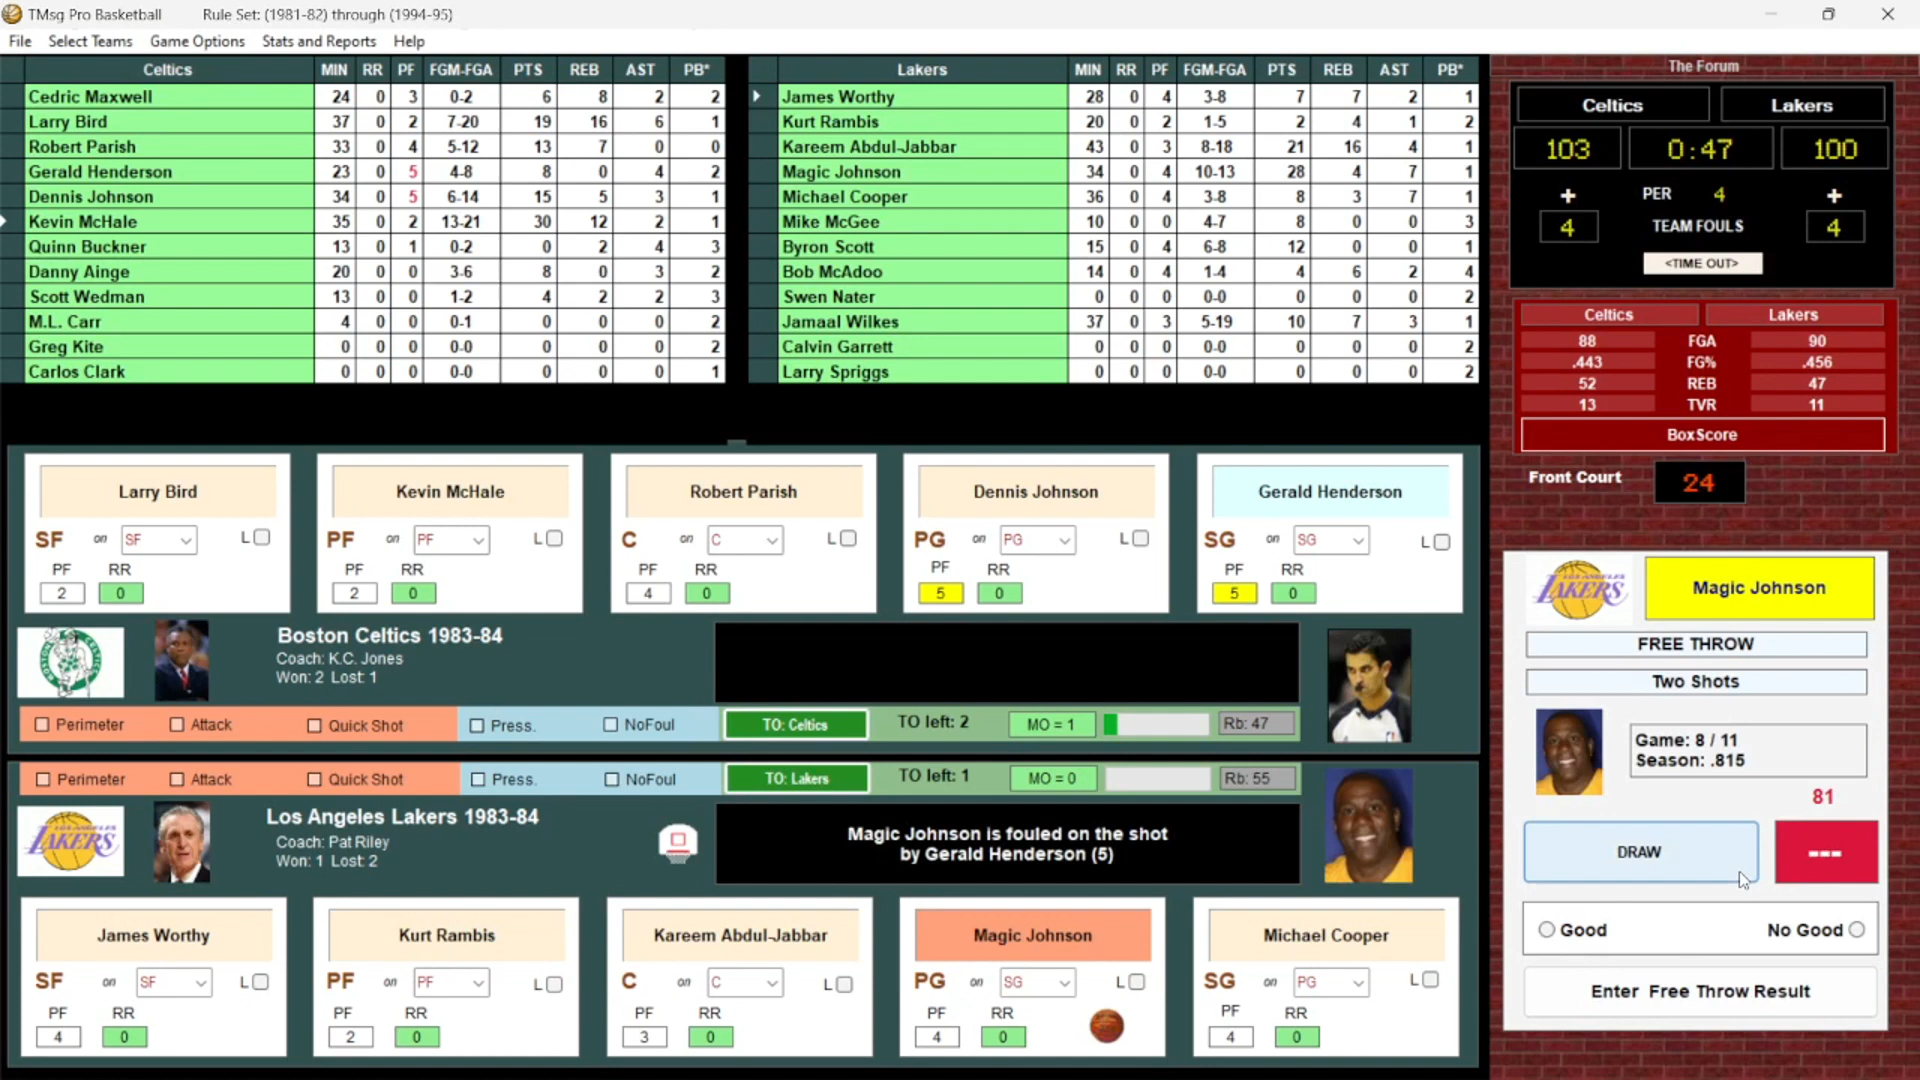 TMsg Pro Basketball Rule Set: (1981-82) through (1994-95)
File Select Teams Game Options Stats and Reports Help
Celtics MIN RR PF FGM-FGA PTS REB AST PB*
Cedric Maxwell 24 0 3 0-2 6 8 2 2
Larry Bird 37 0 2 7-20 19 16 6 1
Robert Parish 33 0 4 5-12 13 7 0 0
Gerald Henderson 23 0 5 4-8 8 0 4 2
Dennis Johnson 34 0 5 6-14 15 5 3 1
Kevin McHale 35 0 2 13-21 30 12 2 1
Quinn Buckner 13 0 1 0-2 0 2 4 3
Danny Ainge 20 0 0 3-6 8 0 3 2
Scott Wedman 13 0 0 1-2 4 2 2 3
M.L. Carr 4 0 0 0-1 0 0 0 2
Greg Kite 0 0 0 0-0 0 0 0 2
Carlos Clark 0 0 0 0-0 0 0 0 1
Lakers MIN RR PF FGM-FGA PTS REB AST PB*
James Worthy 28 0 4 3-8 7 7 2 1
Kurt Rambis 20 0 2 1-5 2 4 1 2
Kareem Abdul-Jabbar 43 0 3 8-18 21 16 4 1
Magic Johnson 34 0 4 10-13 28 4 7 1
Michael Cooper 36 0 4 3-8 8 3 7 1
Mike McGee 10 0 0 4-7 8 0 0 3
Byron Scott 15 0 4 6-8 12 0 0 1
Bob McAdoo 14 0 4 1-4 4 6 2 4
Swen Nater 0 0 0 0-0 0 0 0 2
Jamaal Wilkes 37 0 3 5-19 10 7 3 1
Calvin Garrett 0 0 0 0-0 0 0 0 2
Larry Spriggs 0 0 0 0-0 0 0 0 2
The Forum
Celtics Lakers
103 0:47 100
+ PER 4 +
4 TEAM FOULS 4
<TIME OUT>
Celtics Lakers
88 FGA 90
.443 FG% .456
52 REB 47
13 TVR 11
BoxScore
Front Court 24
Larry Bird Kevin McHale Robert Parish Dennis Johnson Gerald Henderson
SF on SF L PF on PF L C on C L PG on PG L SG on SG L
PF RR PF RR PF RR PF RR PF RR
2 0 2 0 4 0 5 0 5 0
Boston Celtics 1983-84
Coach: K.C. Jones
Won: 2 Lost: 1
Perimeter Attack Quick Shot Press. NoFoul TO: Celtics TO left: 2 MO = 1 Rb: 47
Perimeter Attack Quick Shot Press. NoFoul TO: Lakers TO left: 1 MO = 0 Rb: 55
LOS ANGELES
LAKERS
Los Angeles Lakers 1983-84
Coach: Pat Riley
Won: 1 Lost: 2
Magic Johnson is fouled on the shot
by Gerald Henderson (5)
James Worthy Kurt Rambis Kareem Abdul-Jabbar Magic Johnson Michael Cooper
SF on SF L PF on PF L C on C L PG on SG L SG on PG L
PF RR PF RR PF RR PF RR PF RR
4 0 2 0 3 0 4 0 4 0
LOS ANGELES
LAKERS
Magic Johnson
FREE THROW
Two Shots
Game: 8 / 11
Season: .815
81
DRAW ---
Good No Good
Enter Free Throw Result